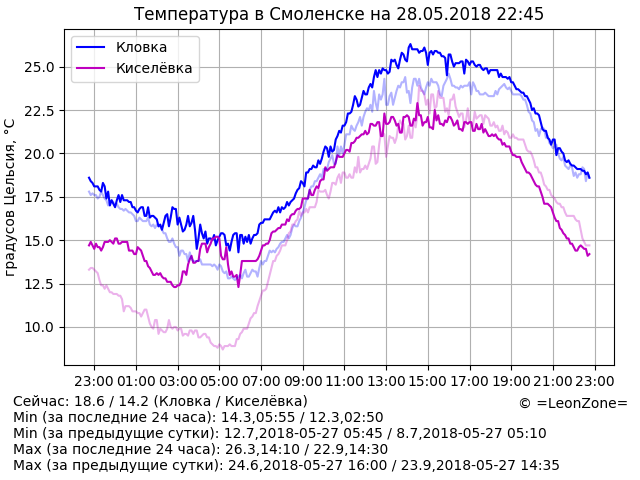 Температура в Смоленске на 28.05.2018 22:45
Кловка
Киселёвка
градусов Цельсия, °C
25.0
22.5
20.0
17.5
15.0
12.5
10.0
23:00 01:00 03:00 05:00 07:00 09:00 11:00 13:00 15:00 17:00 19:00 21:00 23:00
Сейчас: 18.6 / 14.2 (Кловка / Киселёвка)
© =LeonZone=
Min (за последние 24 часа): 14.3,05:55 / 12.3,02:50
Min (за предыдущие сутки): 12.7,2018-05-27 05:45 / 8.7,2018-05-27 05:10
Max (за последние 24 часа): 26.3,14:10 / 22.9,14:30
Max (за предыдущие сутки): 24.6,2018-05-27 16:00 / 23.9,2018-05-27 14:35